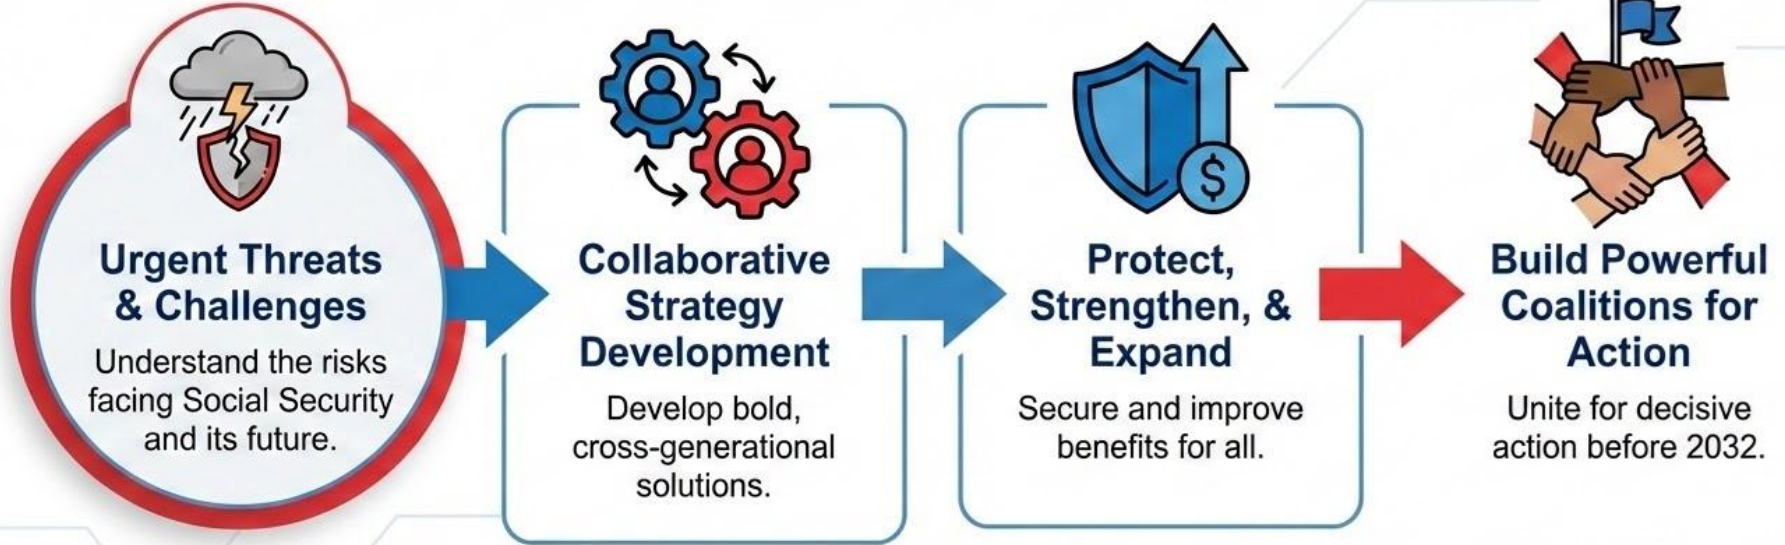 Urgent Threats
& Challenges
Understand the risks
facing Social Security
and its future.
Collaborative
Strategy
Development
Develop bold,
cross-generational
solutions.
$
Protect,
Strengthen, &
Expand
Secure and improve
benefits for all.
Build Powerful
Coalitions for
Action
Unite for decisive
action before 2032.